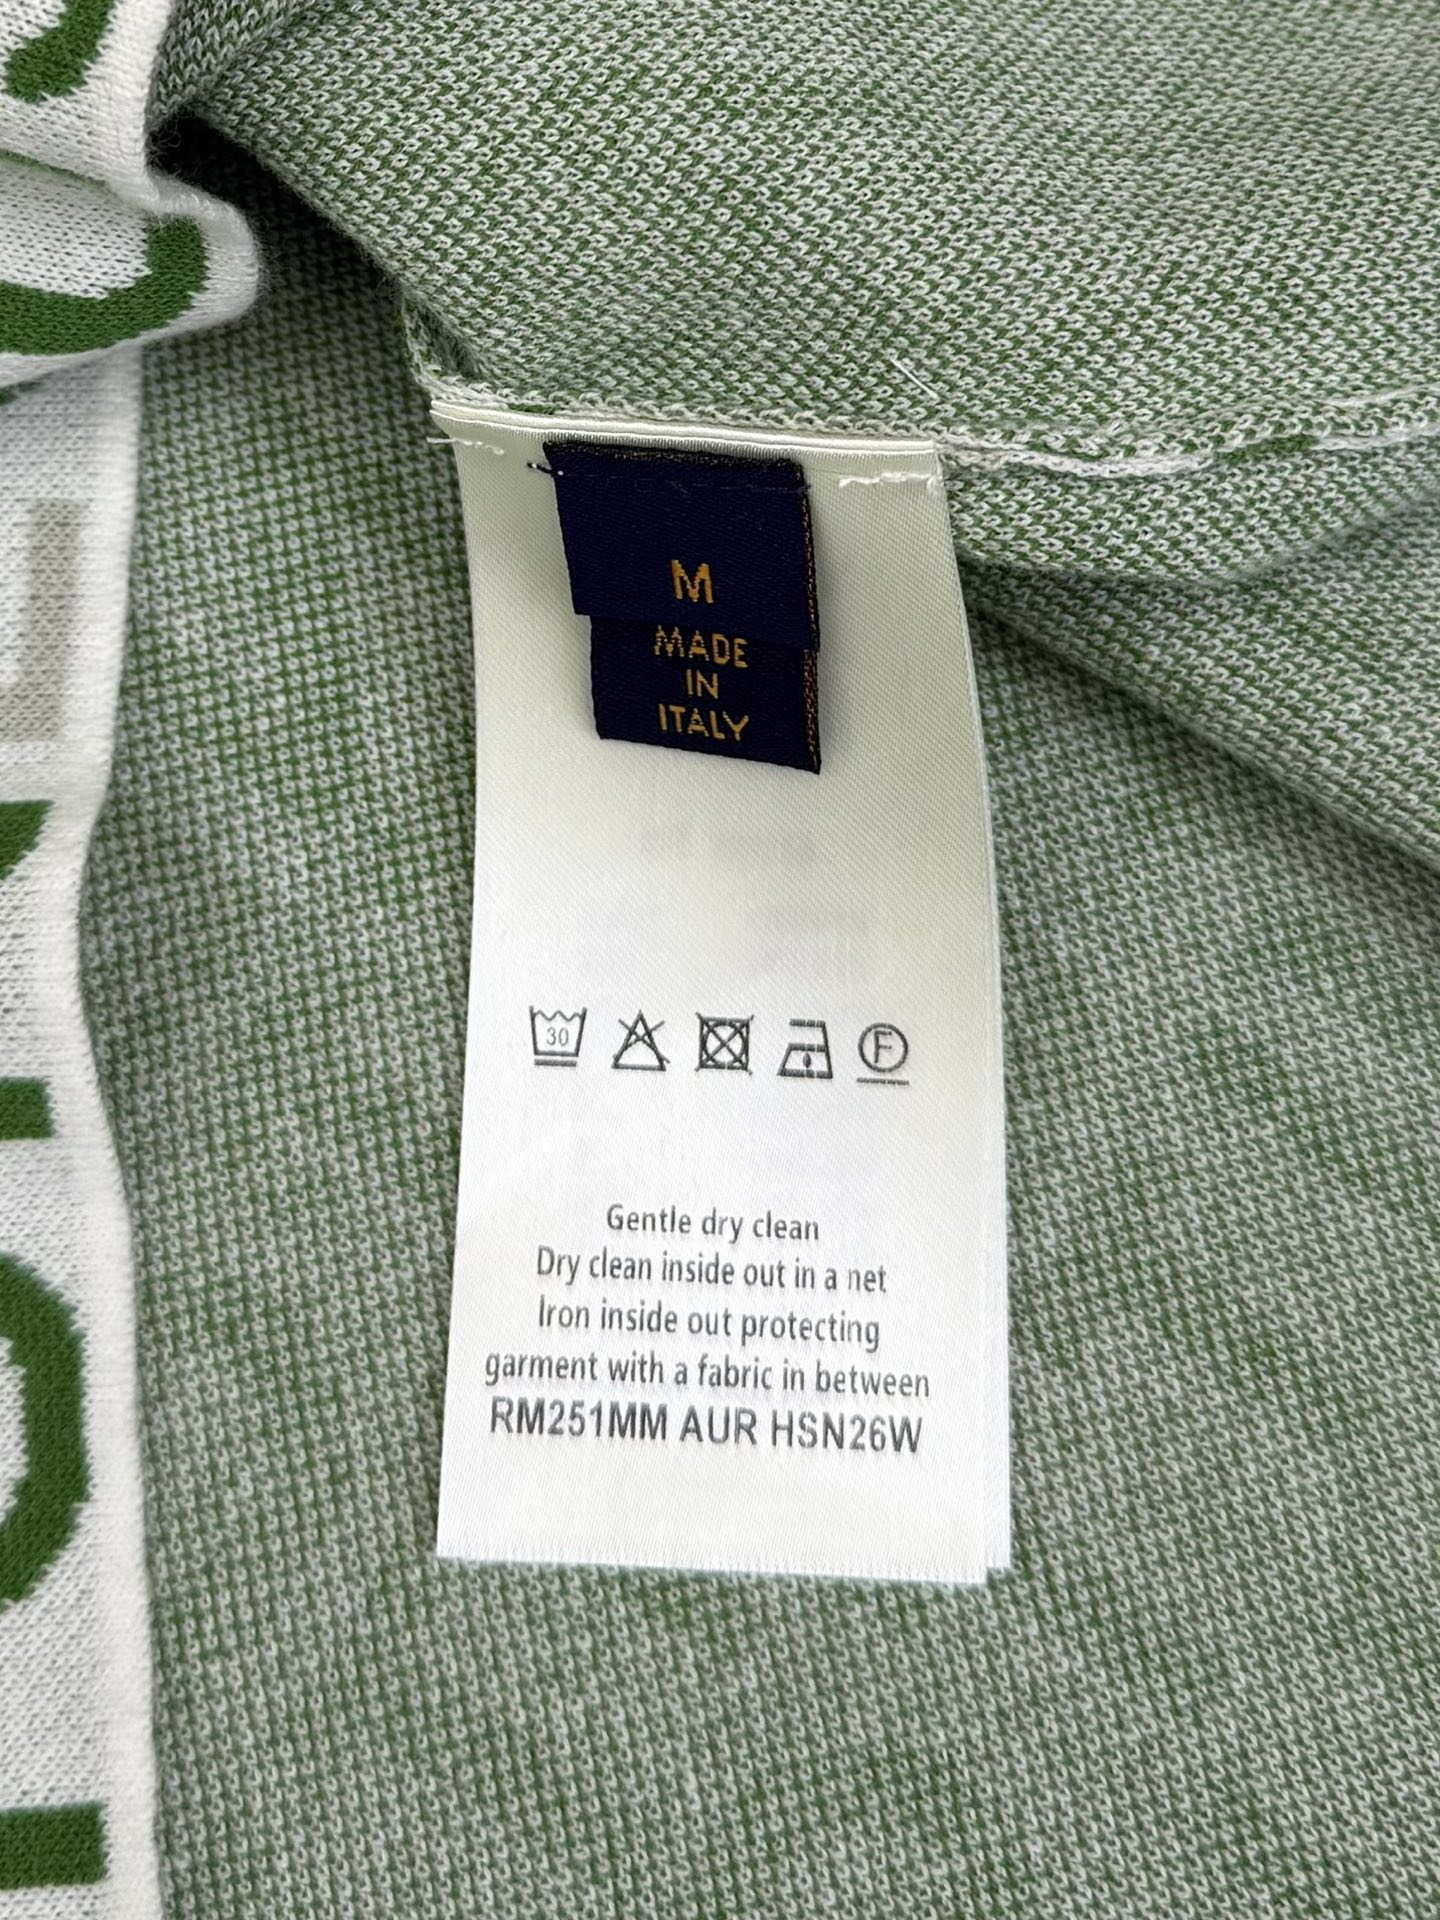 M
MADE
IN
ITALY
30
F
Gentle dry clean
Dry clean inside out in a net
Iron inside out protecting
garment with a fabric in between
RM251MM AUR HSN26W